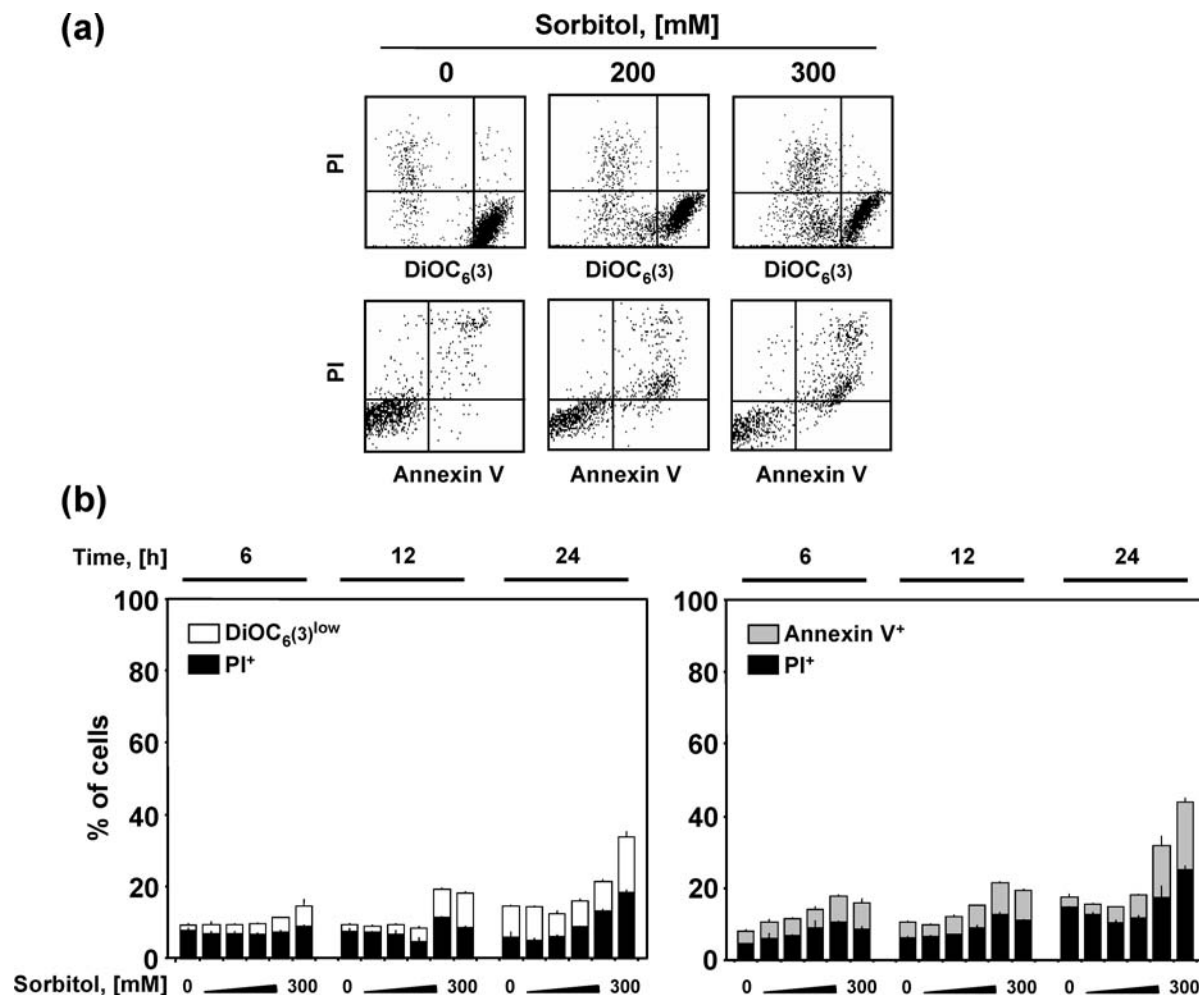 (a)
Sorbitol, [mM]
0 200 300
PI
DiOC6(3) DiOC6(3) DiOC6(3)
PI
Annexin V Annexin V Annexin V
(b)
Time, [h] 6 12 24 6 12 24
100 100
DiOC6(3)low Annexin V+
PI+ PI+
80 80
% of cells
60 60
40 40
20 20
0 0
Sorbitol, [mM] 0 300 0 300 0 300 0 300 0 300 0 300